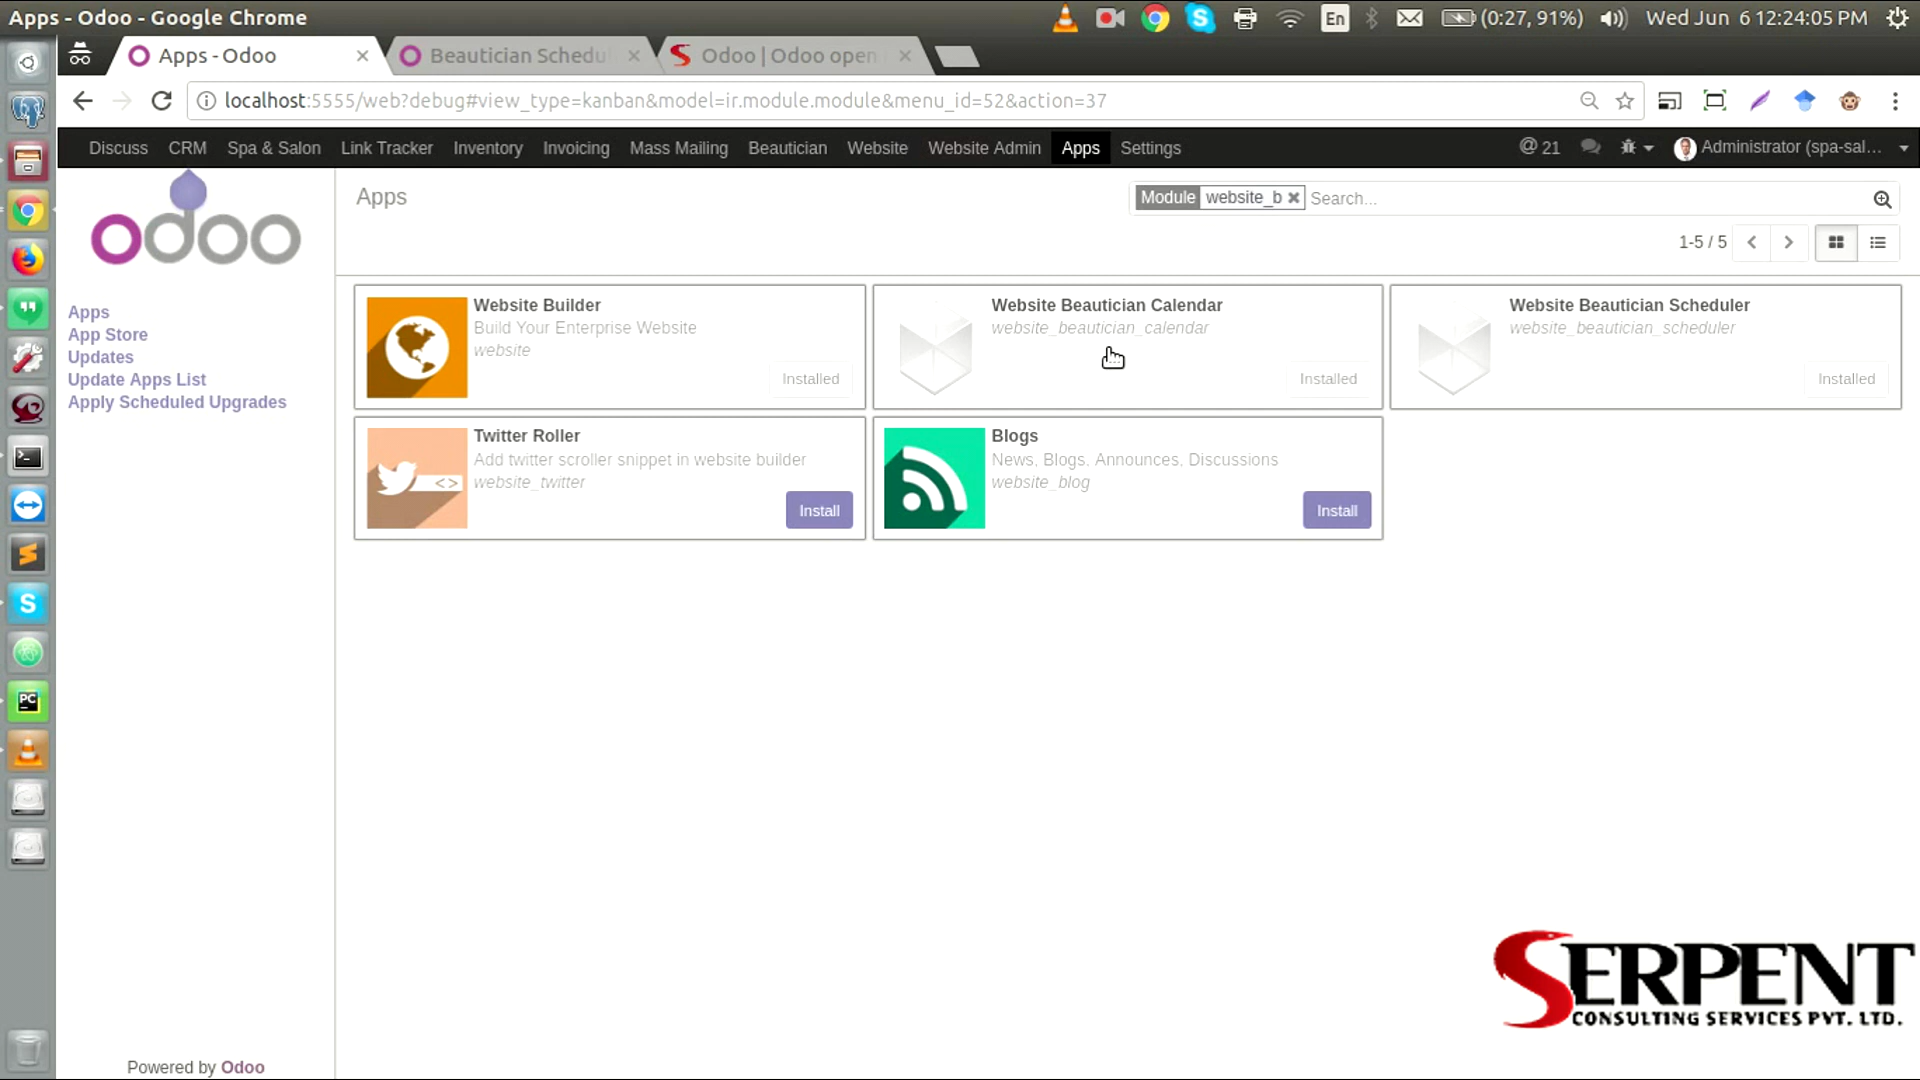 Apps - Odoo - Google Chrome
En
(0:27, 91%)
Wed Jun 6 12:24:05 PM
Apps - Odoo
Beautician Schedul
Odoo | Odoo open
localhost:5555/web?debug#view_type=kanban&model=ir.module.module&menu_id=52&action=37
Discuss CRM Spa & Salon Link Tracker Inventory Invoicing Mass Mailing Beautician Website Website Admin Apps Settings
@ 21
Administrator (spa-sal...
odoo
Apps
App Store
Updates
Update Apps List
Apply Scheduled Upgrades
Powered by Odoo
Apps
Module website_b
Search...
1-5 / 5
Website Builder
Build Your Enterprise Website
website
Installed
Website Beautician Calendar
website_beautician_calendar
Installed
Website Beautician Scheduler
website_beautician_scheduler
Installed
Twitter Roller
Add twitter scroller snippet in website builder
website_twitter
< >
Install
Blogs
News, Blogs, Announces, Discussions
website_blog
Install
PC
SERPENT
CONSULTING SERVICES PVT. LTD.